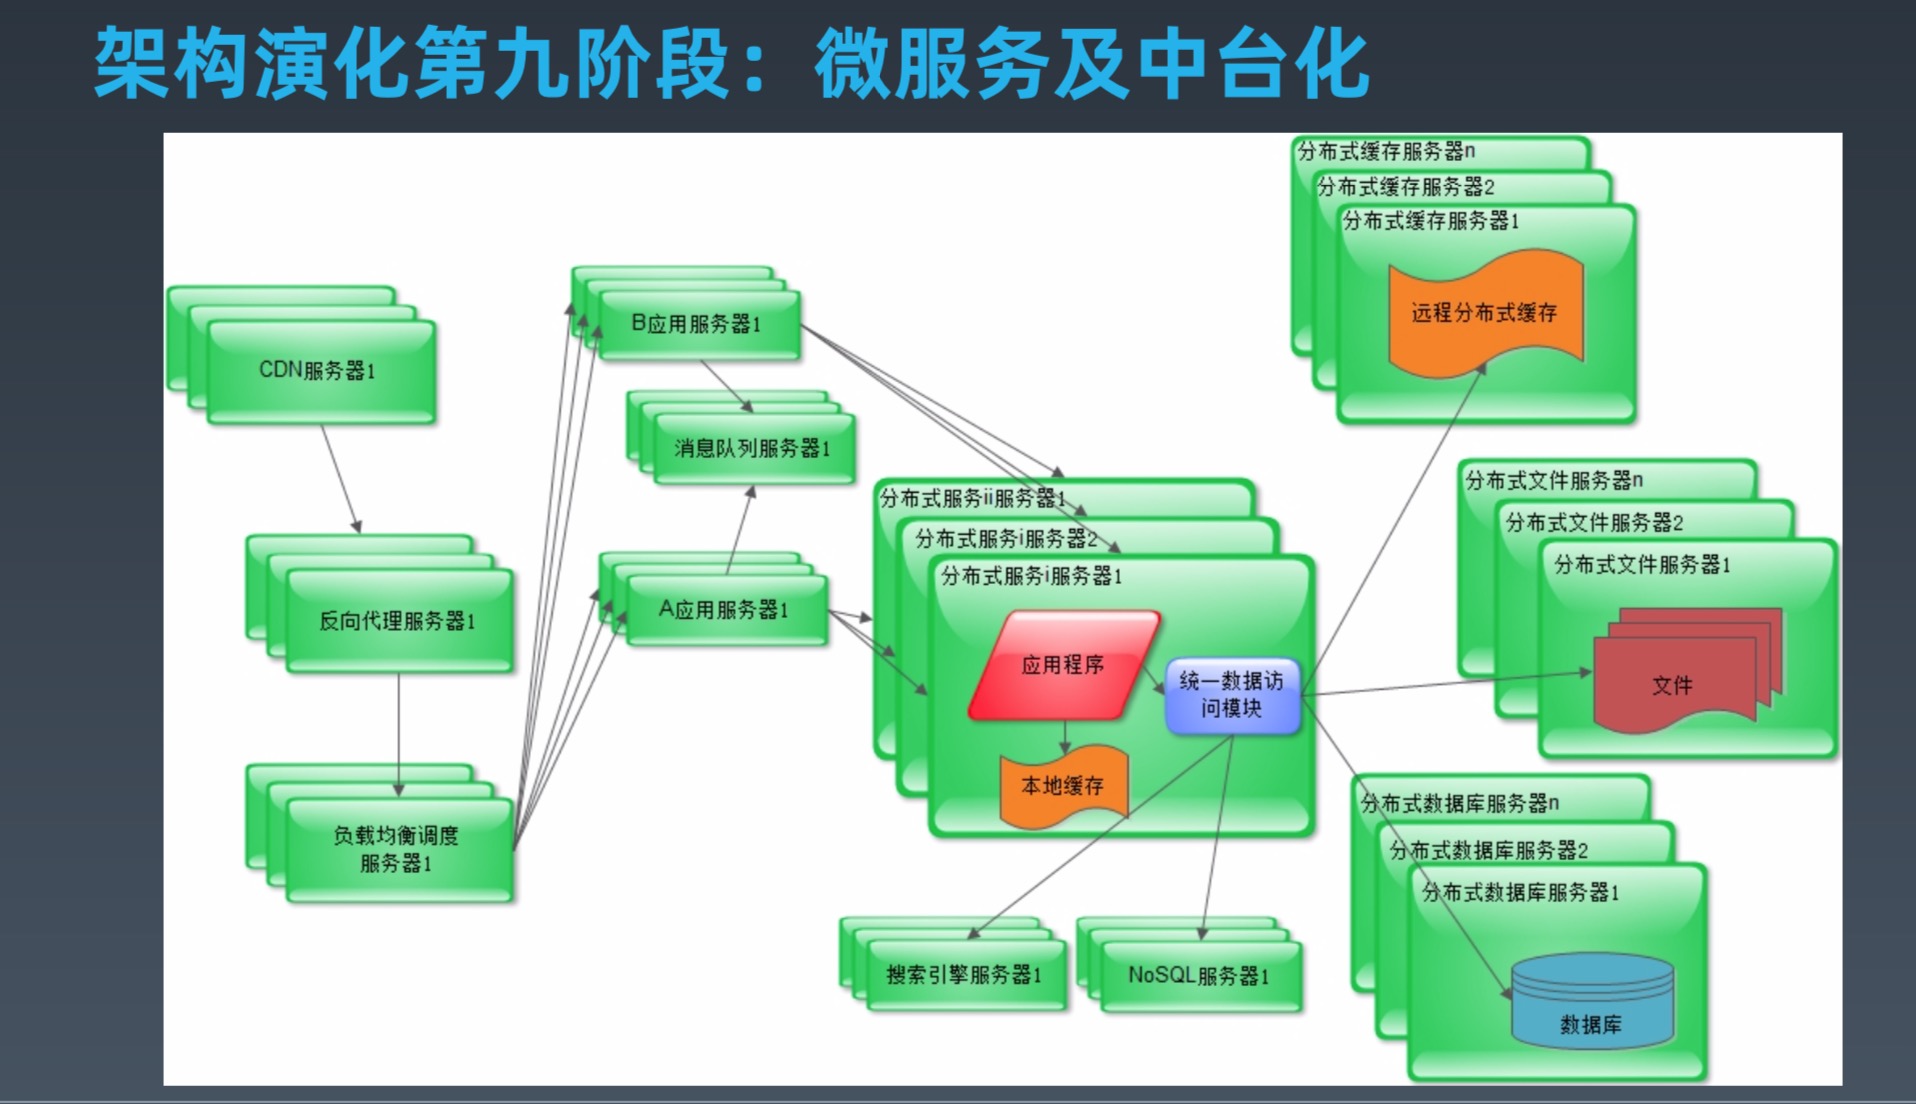 架构演化第九阶段：微服务及中台化
分布式缓存服务器n
分布式缓存服务器2
分布式缓存服务器1
远程分布式缓存
CDN服务器1
B应用服务器1
消息队列服务器1
A应用服务器1
反向代理服务器1
负载均衡调度
服务器1
分布式服务ii服务器1
分布式服务i服务器2
分布式服务i服务器1
应用程序
统一数据访
问模块
本地缓存
分布式文件服务器n
分布式文件服务器2
分布式文件服务器1
文件
搜索引擎服务器1
NoSQL服务器1
分布式数据库服务器n
分布式数据库服务器2
分布式数据库服务器1
数据库